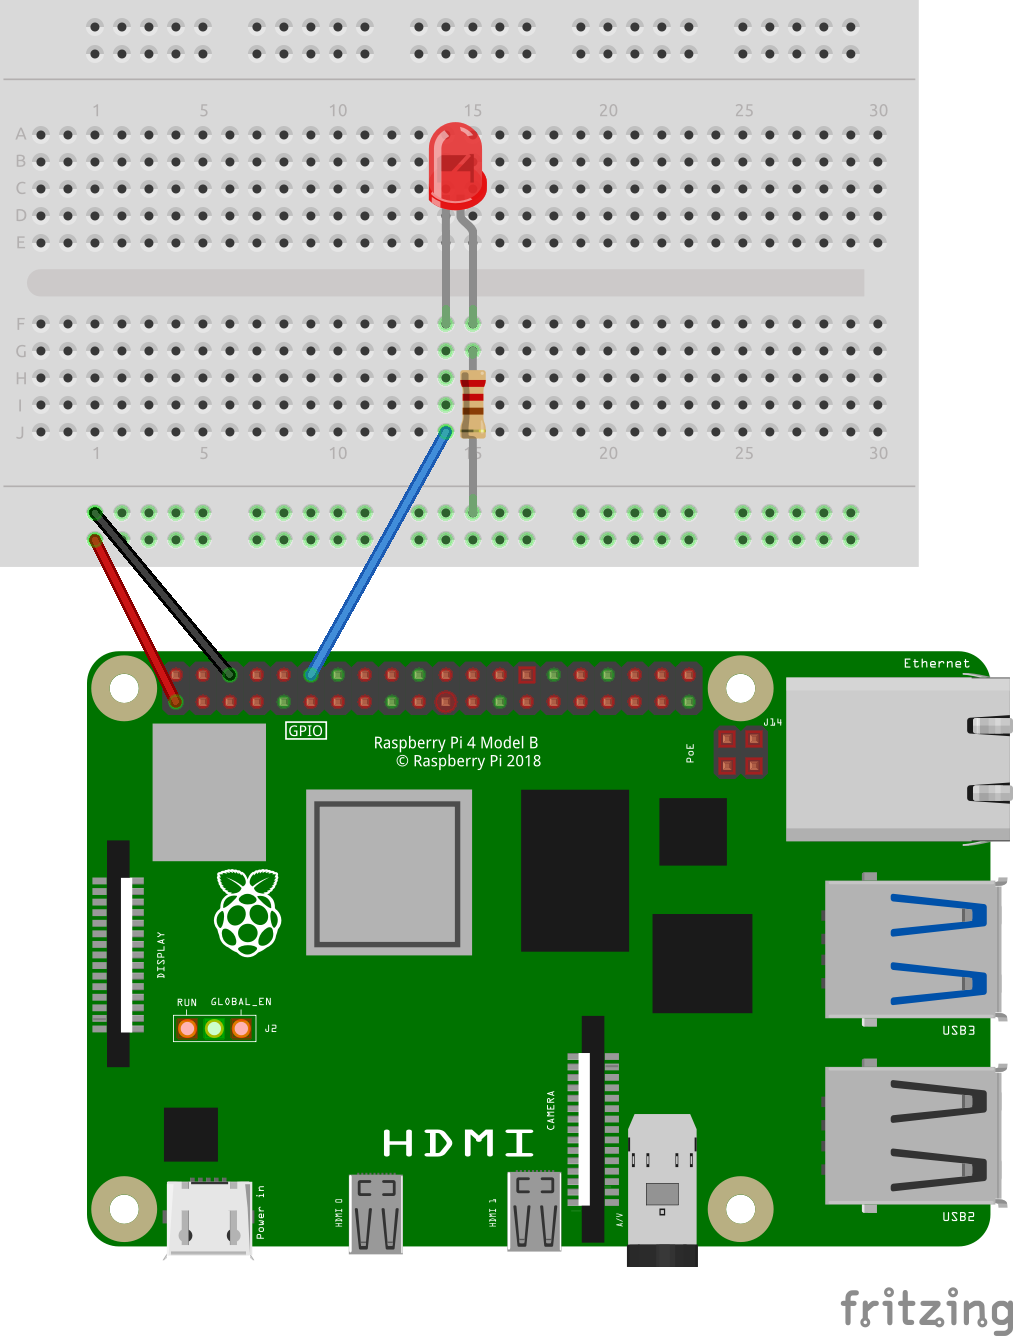 1 5 10 15 20 25 30
A
B
C
D
E
F
G
H
I
J
1 5 10 15 20 25 30
Ethernet
J14
GPIO
Raspberry Pi 4 Model B
© Raspberry Pi 2018
PoE
DISPLAY
RUN GLOBAL_EN
J2
USB3
CAMERA
HDMI
Power in
HDMI 0
HDMI 1
A/V
USB2
fritzing